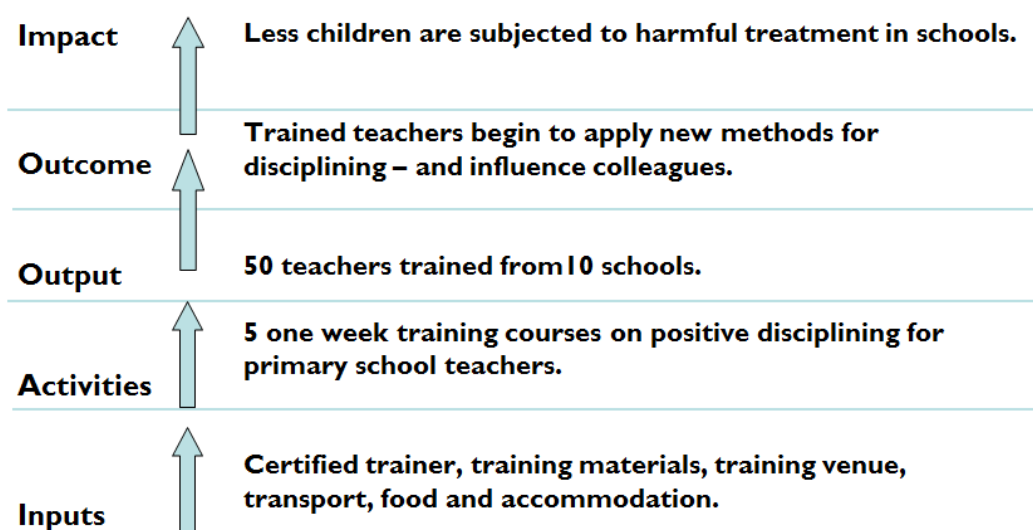 Impact
Less children are subjected to harmful treatment in schools.
Outcome
Trained teachers begin to apply new methods for
disciplining – and influence colleagues.
Output
50 teachers trained from10 schools.
Activities
5 one week training courses on positive disciplining for
primary school teachers.
Inputs
Certified trainer, training materials, training venue,
transport, food and accommodation.